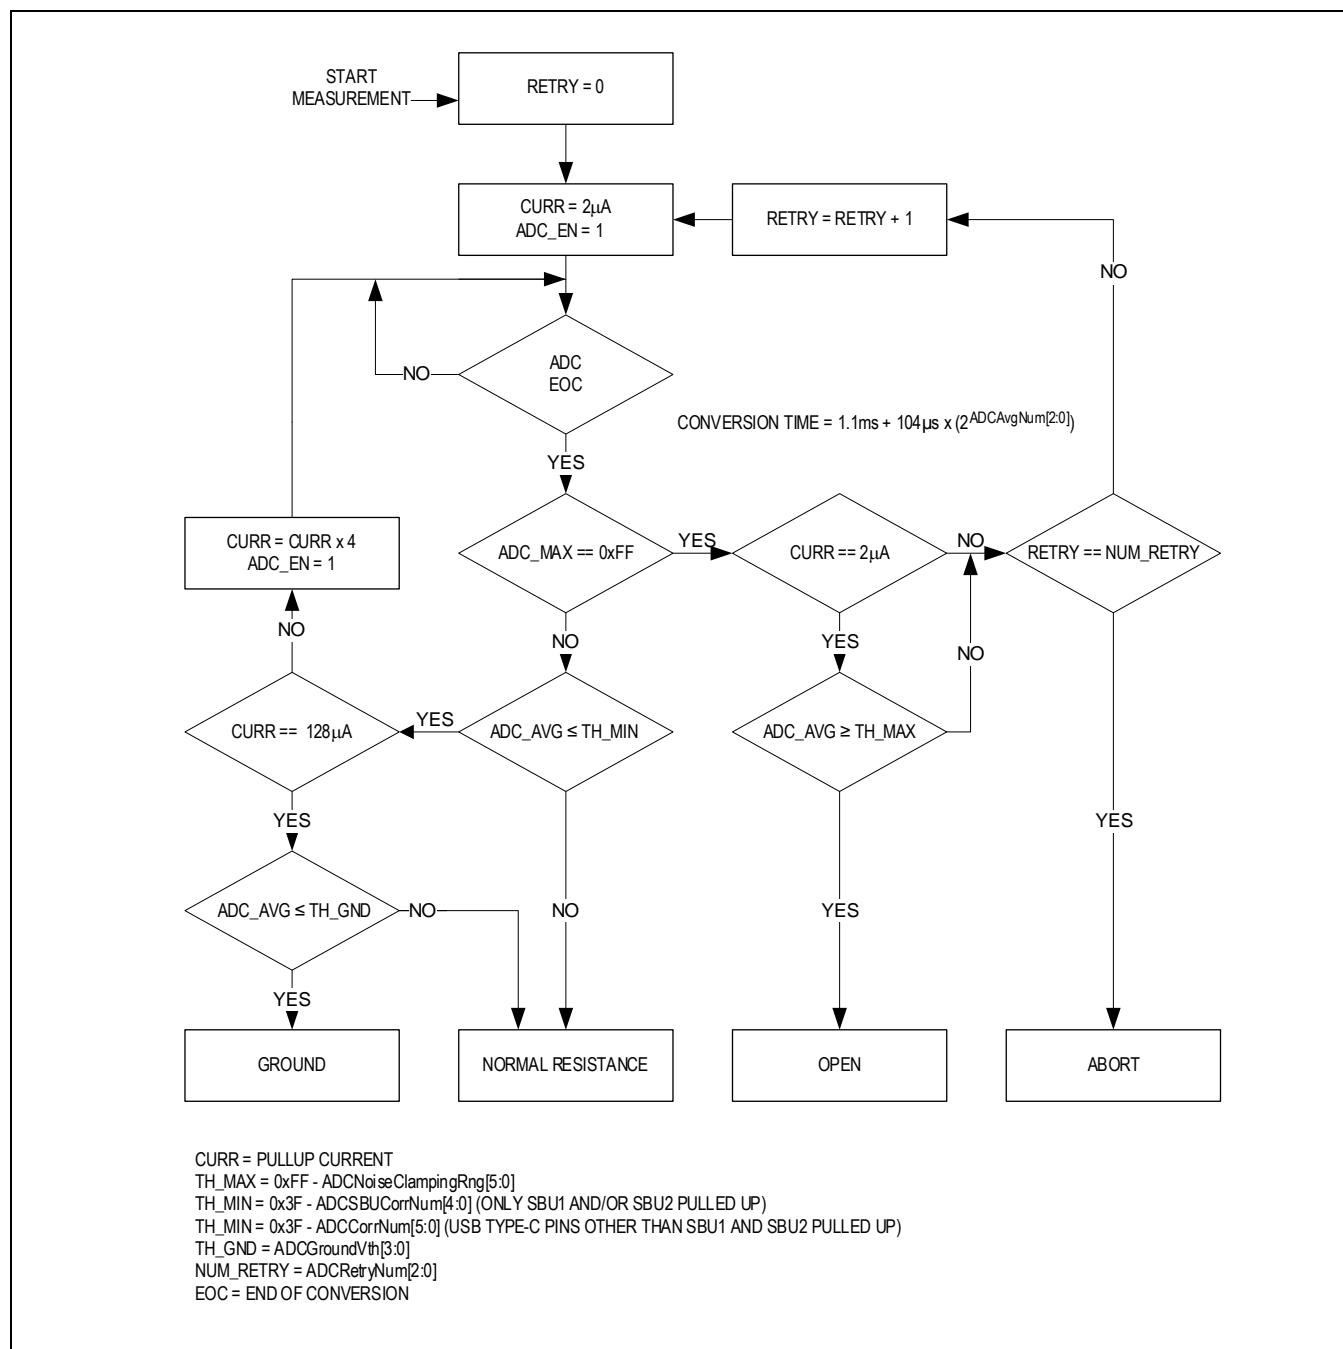 START
MEASUREMENT
RETRY = 0
CURR = 2µA
ADC_EN = 1
RETRY = RETRY + 1
NO
ADC
EOC
NO
CONVERSION TIME = 1.1ms + 104µs x (2^ADCAvgNum[2:0])
YES
CURR = CURR x 4
ADC_EN = 1
ADC_MAX == 0xFF
YES
CURR == 2µA
NO
RETRY == NUM_RETRY
NO
NO
YES
NO
CURR == 128µA
YES
ADC_AVG ≤ TH_MIN
ADC_AVG ≥ TH_MAX
YES
YES
ADC_AVG ≤ TH_GND
NO
NO
YES
YES
GROUND
NORMAL RESISTANCE
OPEN
ABORT
CURR = PULLUP CURRENT
TH_MAX = 0xFF - ADCNoiseClampingRng[5:0]
TH_MIN = 0x3F - ADCSBUCorrNum[4:0] (ONLY SBU1 AND/OR SBU2 PULLED UP)
TH_MIN = 0x3F - ADCCorrNum[5:0] (USB TYPE-C PINS OTHER THAN SBU1 AND SBU2 PULLED UP)
TH_GND = ADCGroundVth[3:0]
NUM_RETRY = ADCRetryNum[2:0]
EOC = END OF CONVERSION